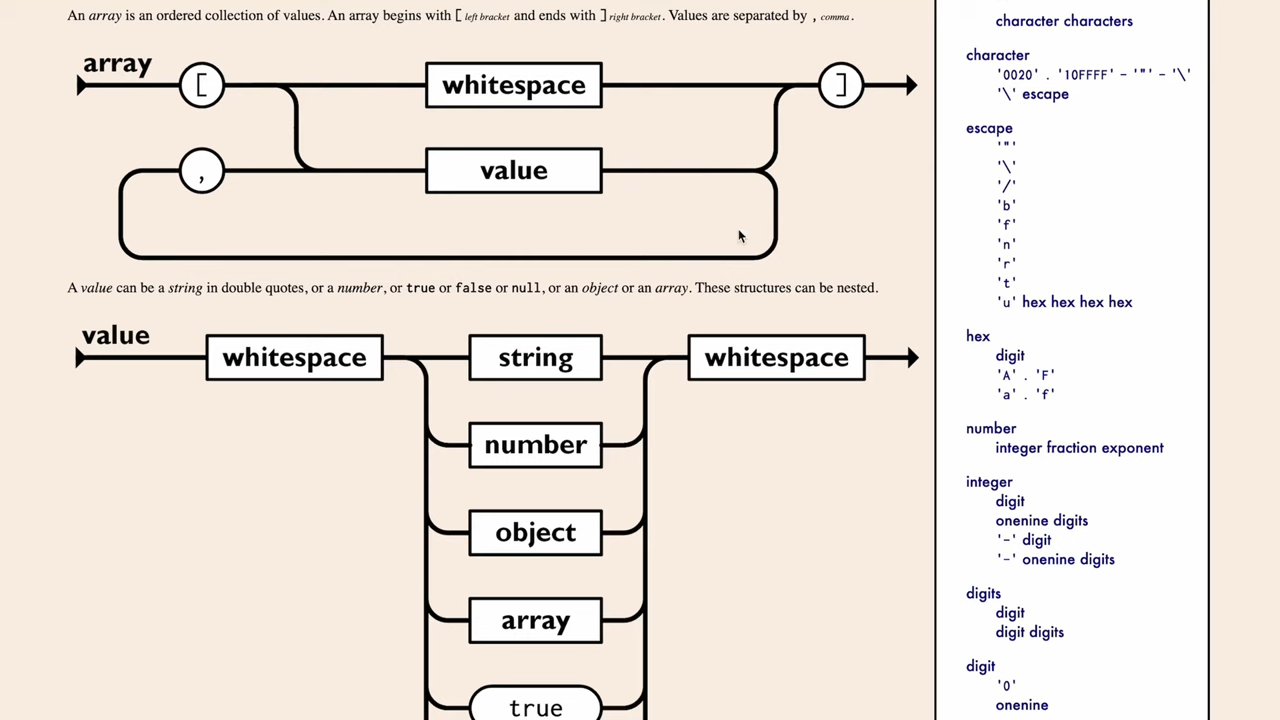 An array is an ordered collection of values. An array begins with [ left bracket and ends with ] right bracket. Values are separated by , comma.
array
[
whitespace
]
,
value
A value can be a string in double quotes, or a number, or true or false or null, or an object or an array. These structures can be nested.
value
whitespace
string
whitespace
number
object
array
true
character characters
character
'0020' . '10FFFF' - '"' - '\'
'\' escape
escape
'"'
'\'
'/'
'b'
'f'
'n'
'r'
't'
'u' hex hex hex hex
hex
digit
'A' . 'F'
'a' . 'f'
number
integer fraction exponent
integer
digit
onenine digits
'-' digit
'-' onenine digits
digits
digit
digit digits
digit
'0'
onenine